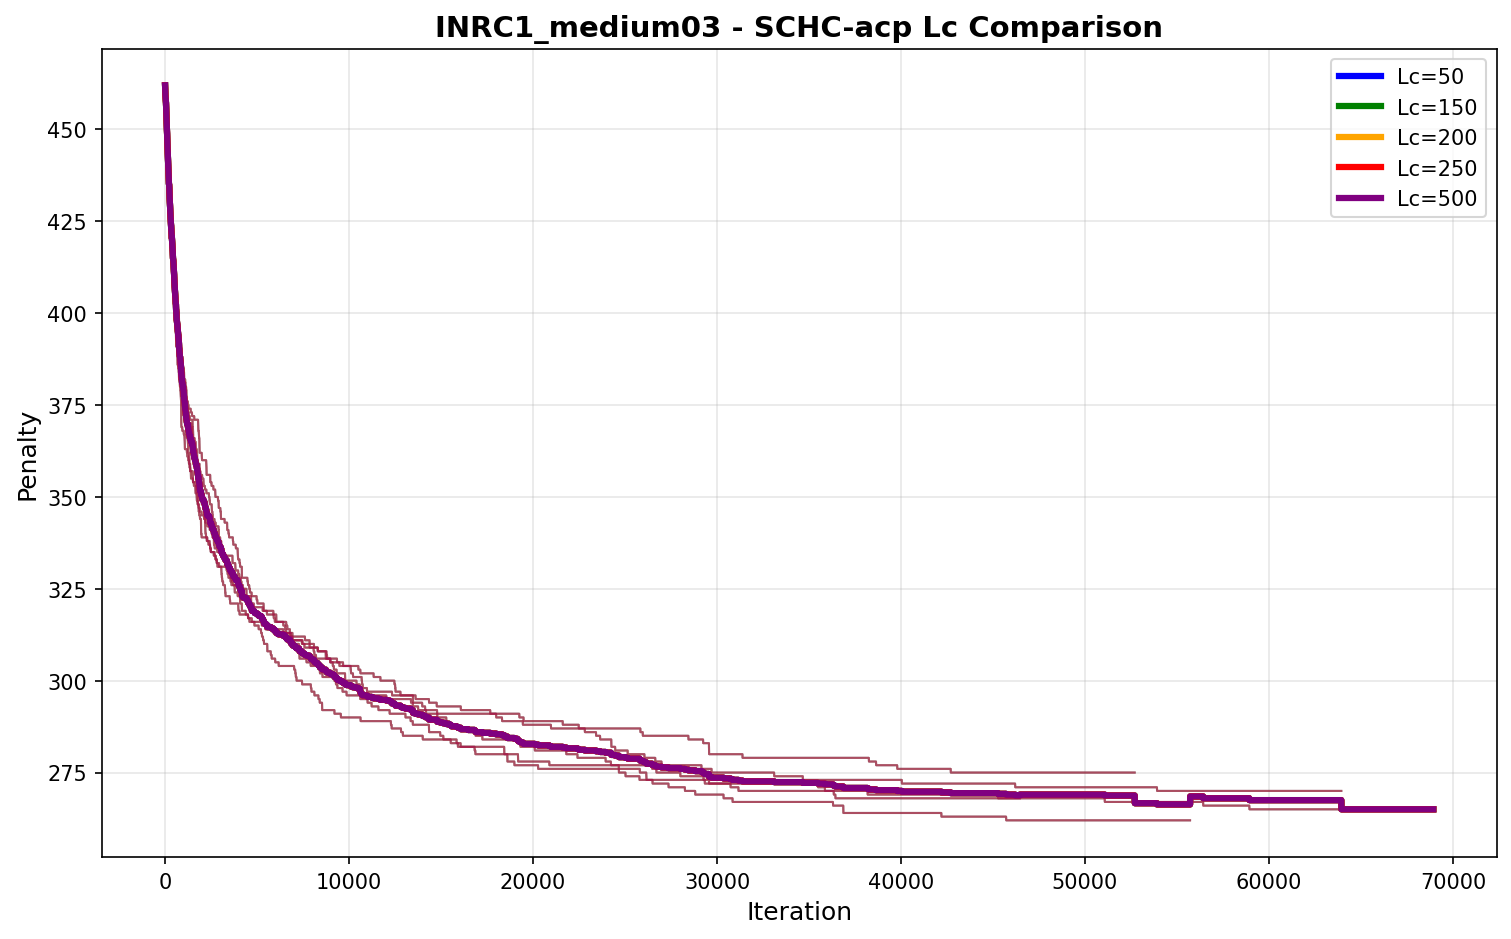 INRC1_medium03 - SCHC-acp Lc Comparison
Lc=50
Lc=150
Lc=200
Lc=250
Lc=500
Penalty
450
425
400
375
350
325
300
275
0 10000 20000 30000 40000 50000 60000 70000
Iteration